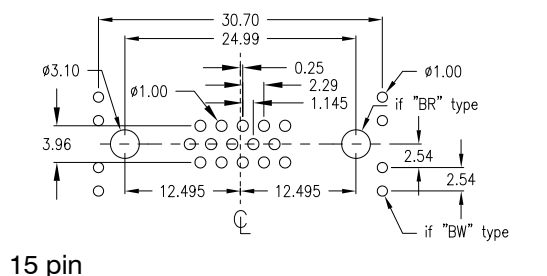 30.70
24.99
ø3.10
0.25
ø1.00
ø1.00
2.29
1.145
if "BR" type
3.96
2.54
2.54
12.495
12.495
℄
if "BW" type
15 pin